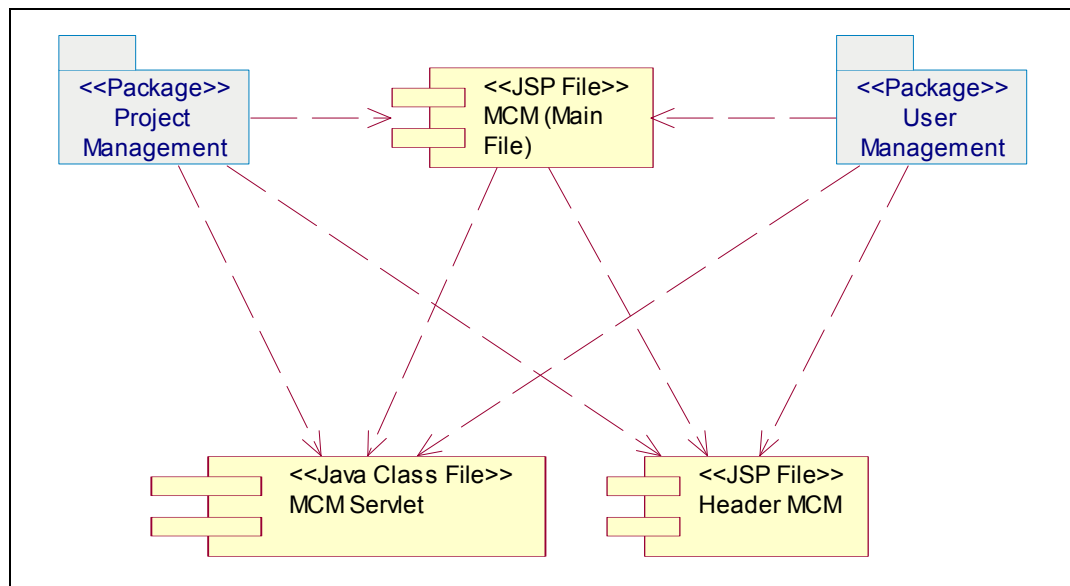 <<Package>>
Project
Management
<<JSP File>>
MCM (Main
File)
<<Package>>
User
Management
<<Java Class File>>
MCM Servlet
<<JSP File>>
Header MCM